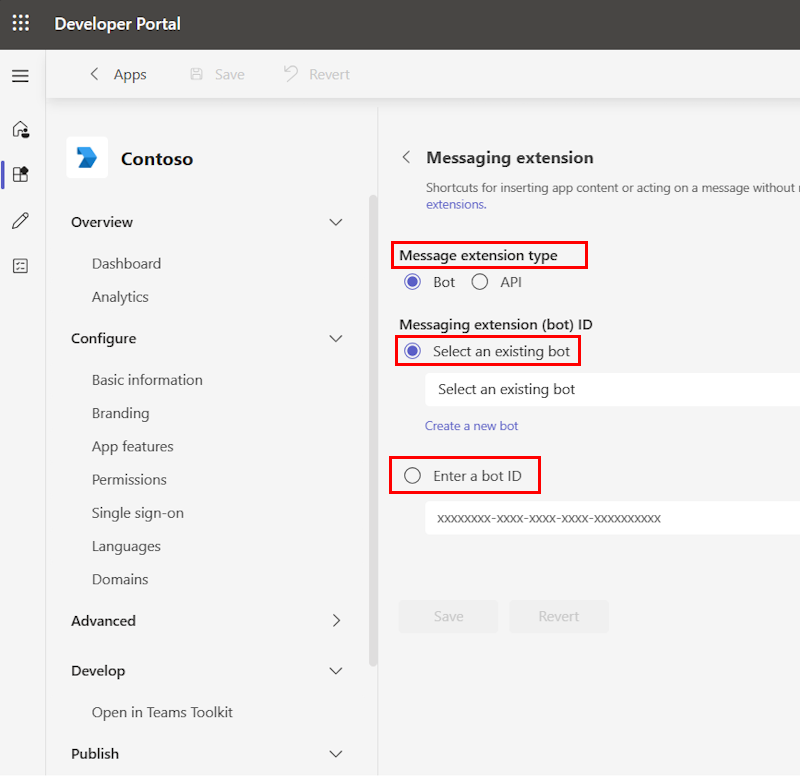 Developer Portal
Apps
Save
Revert
Contoso
Overview
Dashboard
Analytics
Configure
Basic information
Branding
App features
Permissions
Single sign-on
Languages
Domains
Advanced
Develop
Open in Teams Toolkit
Publish
Messaging extension
Shortcuts for inserting app content or acting on a message without
extensions.
Message extension type
Bot
API
Messaging extension (bot) ID
Select an existing bot
Select an existing bot
Create a new bot
Enter a bot ID
xxxxxxxx-xxxx-xxxx-xxxx-xxxxxxxxxx
Save
Revert